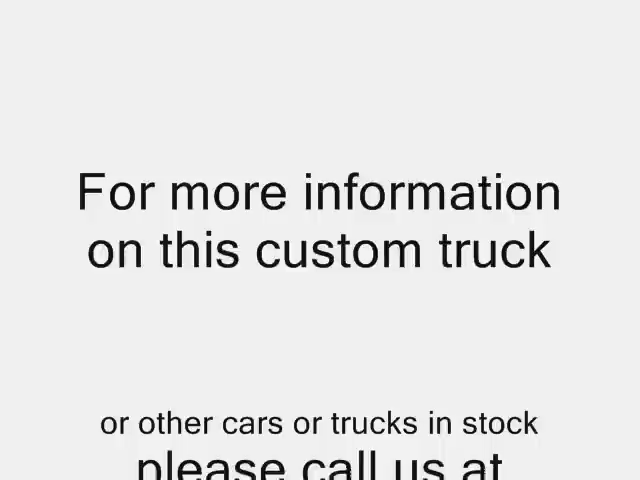 For more information
on this custom truck
or other cars or trucks in stock
please call us at